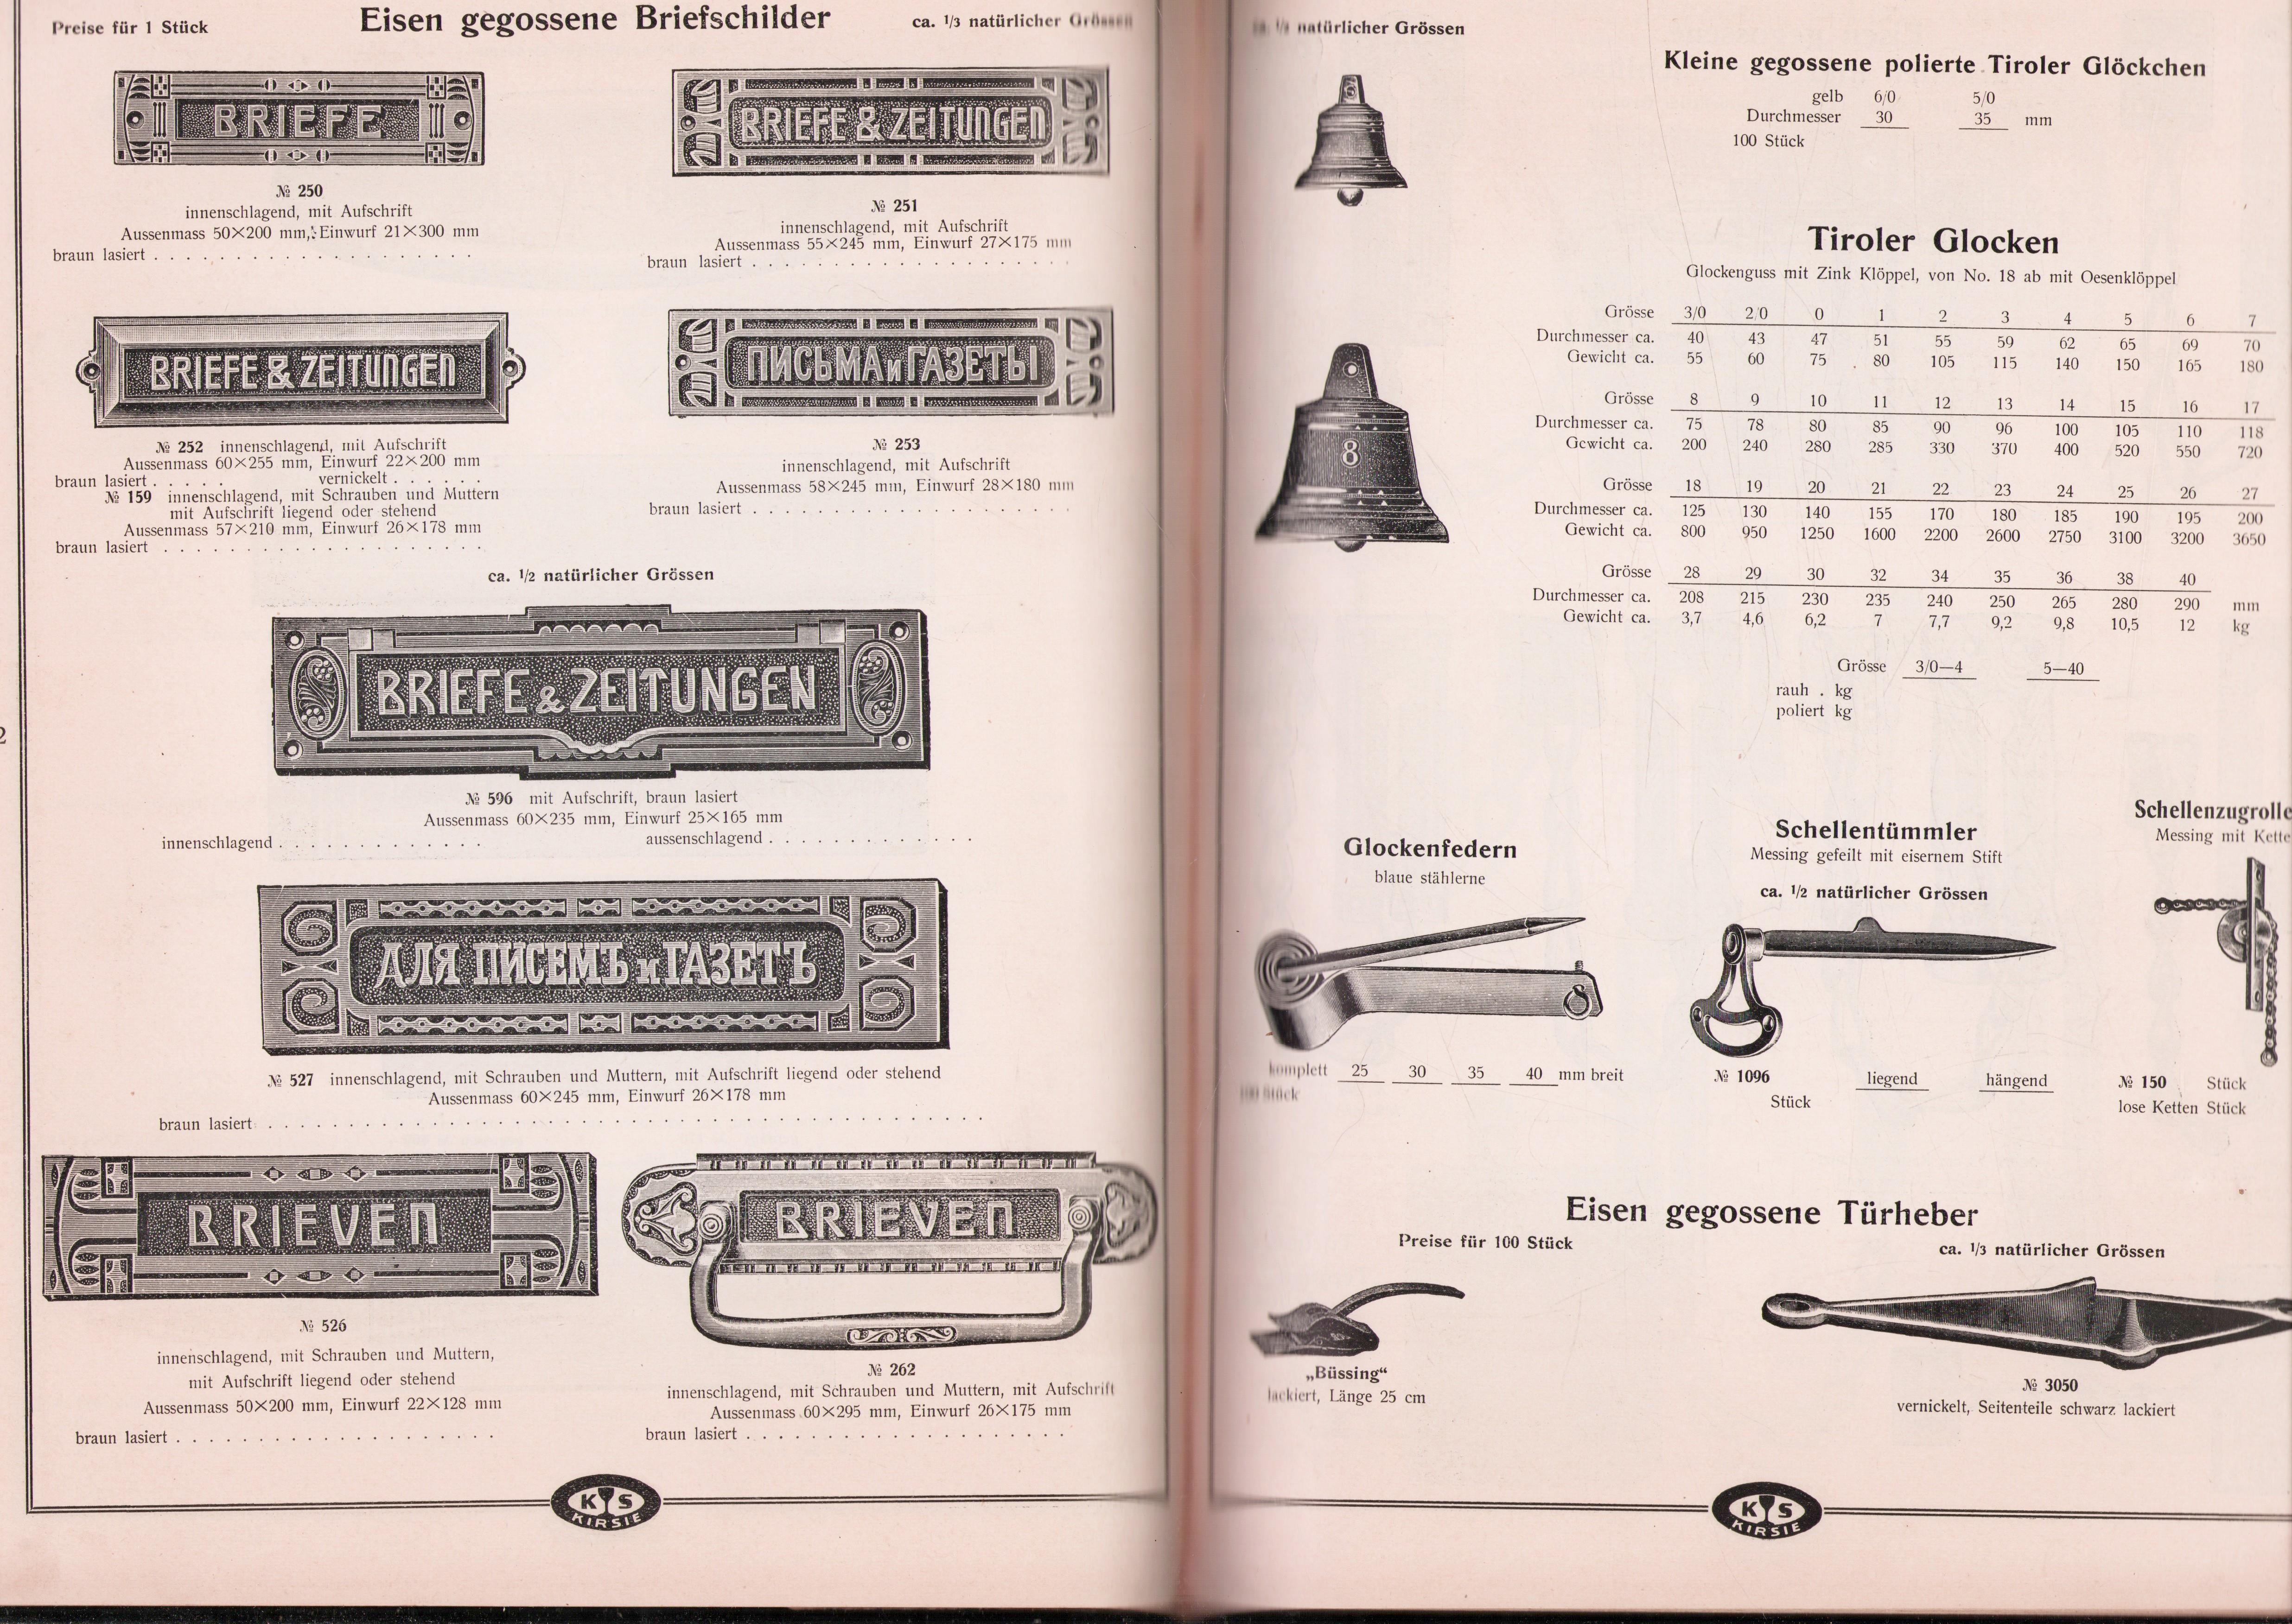 Preise für 1 Stück
Eisen gegossene Briefschilder
ca. 1/3 natürlicher Grössen
BRIEFE
№ 250
innenschlagend, mit Aufschrift
Aussenmass 50×200 mm, Einwurf 21×300 mm
braun lasiert . . . . . . . . . . . . . . . . . . . .
BRIEFE & ZEITUNGEN
№ 251
innenschlagend, mit Aufschrift
Aussenmass 55×245 mm, Einwurf 27×175 mm
braun lasiert . . . . . . . . . . . . . . . . . . . .
BRIEFE & ZEITUNGEN
№ 252 innenschlagend, mit Aufschrift
Aussenmass 60×255 mm, Einwurf 22×200 mm
braun lasiert . . . . . vernickelt . . . . . .
№ 159 innenschlagend, mit Schrauben und Muttern
mit Aufschrift liegend oder stehend
Aussenmass 57×210 mm, Einwurf 26×178 mm
braun lasiert . . . . . . . . . . . . . . . . . . . .
ПИСЬМА и ГАЗЕТЫ
№ 253
innenschlagend, mit Aufschrift
Aussenmass 58×245 mm, Einwurf 28×180 mm
braun lasiert . . . . . . . . . . . . . . . . . . . .
ca. 1/2 natürlicher Grössen
BRIEFE & ZEITUNGEN
№ 596 mit Aufschrift, braun lasiert
Aussenmass 60×235 mm, Einwurf 25×165 mm
innenschlagend . . . . . . . . . . . . . aussenschlagend . . . . . . . . . . . . .
ДЛЯ ПИСЕМЪ и ГАЗЕТЪ
№ 527 innenschlagend, mit Schrauben und Muttern, mit Aufschrift liegend oder stehend
Aussenmass 60×245 mm, Einwurf 26×178 mm
braun lasiert . . . . . . . . . . . . . . . . . . . . . . . . . . . . . . . . . . . . . . . . . . . .
BRIEVEN
№ 526
innenschlagend, mit Schrauben und Muttern,
mit Aufschrift liegend oder stehend
Aussenmass 50×200 mm, Einwurf 22×128 mm
braun lasiert . . . . . . . . . . . . . . . . . . . .
BRIEVEN
№ 262
innenschlagend, mit Schrauben und Muttern, mit Aufschrift
Aussenmass 60×295 mm, Einwurf 26×175 mm
braun lasiert . . . . . . . . . . . . . . . . . . . .
2
K S
KIRSIE
natürlicher Grössen
Kleine gegossene polierte Tiroler Glöckchen
gelb 6/0 5/0
Durchmesser 30 35 mm
100 Stück
Tiroler Glocken
Glockenguss mit Zink Klöppel, von No. 18 ab mit Oesenklöppel
Grösse 3/0 2/0 0 1 2 3 4 5 6 7
Durchmesser ca. 40 43 47 51 55 59 62 65 69 70
Gewicht ca. 55 60 75 80 105 115 140 150 165 180
Grösse 8 9 10 11 12 13 14 15 16 17
Durchmesser ca. 75 78 80 85 90 96 100 105 110 118
Gewicht ca. 200 240 280 285 330 370 400 520 550 720
Grösse 18 19 20 21 22 23 24 25 26 27
Durchmesser ca. 125 130 140 155 170 180 185 190 195 200
Gewicht ca. 800 950 1250 1600 2200 2600 2750 3100 3200 3650
Grösse 28 29 30 32 34 35 36 38 40
Durchmesser ca. 208 215 230 235 240 250 265 280 290 mm
Gewicht ca. 3,7 4,6 6,2 7 7,7 9,2 9,8 10,5 12 kg
8
Grösse 3/0—4 5—40
rauh . kg
poliert kg
Glockenfedern
blaue stählerne
komplett 25 30 35 40 mm breit
100 Stück
Schellentümmler
Messing gefeilt mit eisernem Stift
ca. 1/2 natürlicher Grössen
№ 1096 liegend hängend
Stück
Schellenzugrolle
Messing mit Kette
№ 150 Stück
lose Ketten Stück
Eisen gegossene Türheber
Preise für 100 Stück
ca. 1/3 natürlicher Grössen
„Büssing“
lackiert, Länge 25 cm
№ 3050
vernickelt, Seitenteile schwarz lackiert
K S
KIRSIE